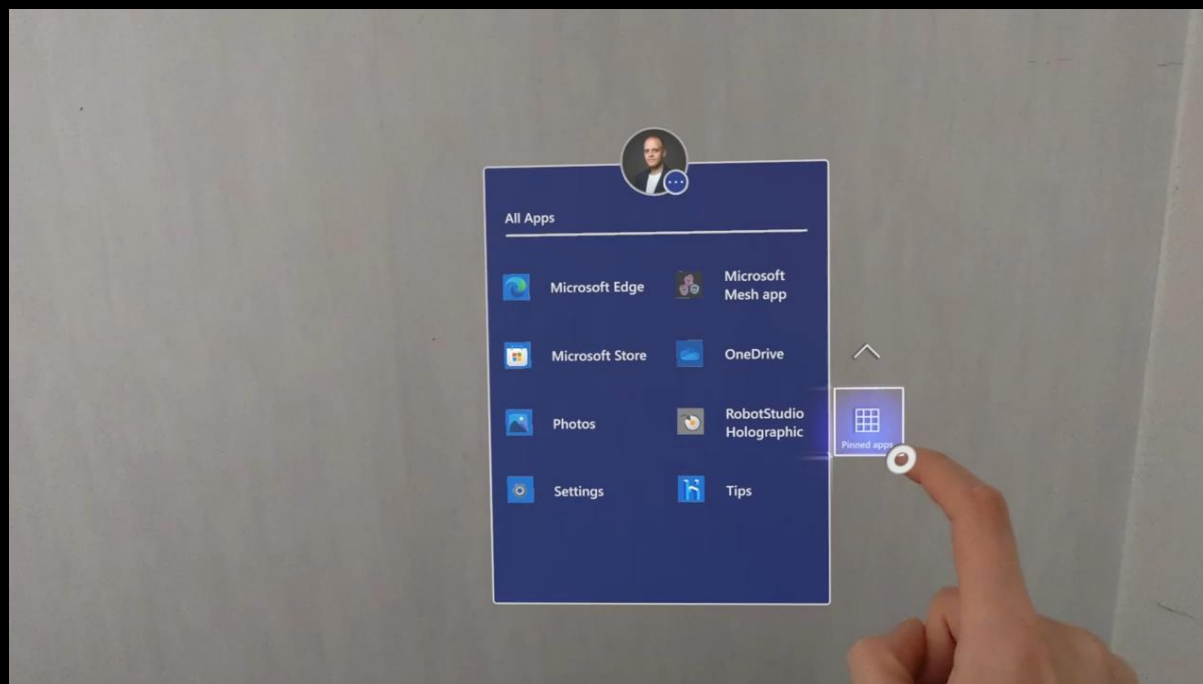 All Apps
Microsoft Edge
Microsoft
Mesh app
Microsoft Store
OneDrive
Photos
RobotStudio
Holographic
Pinned apps
Settings
Tips